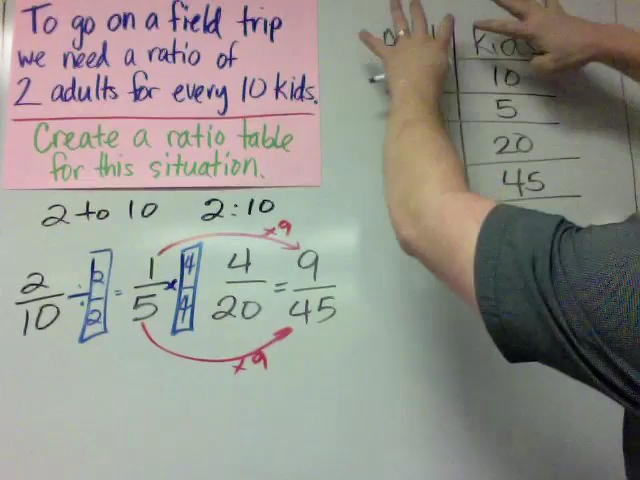 To go on a field trip
we need a ratio of
2 adults for every 10 kids.
Create a ratio table
for this situation.
2 to 10 2:10
2/10 ÷ 2/2 = 1/5 × 4/4 4/20 = 9/45
×9
×9
Kids
10
5
20
45